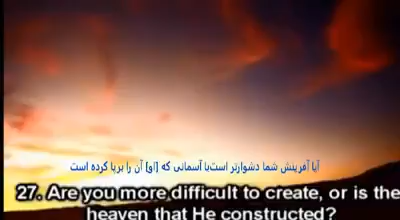 آیا آفرینش شما دشوارتر است‌یا آسمانی که [او] آن را برپا کرده است
27. Are you more difficult to create, or is the
heaven that He constructed?